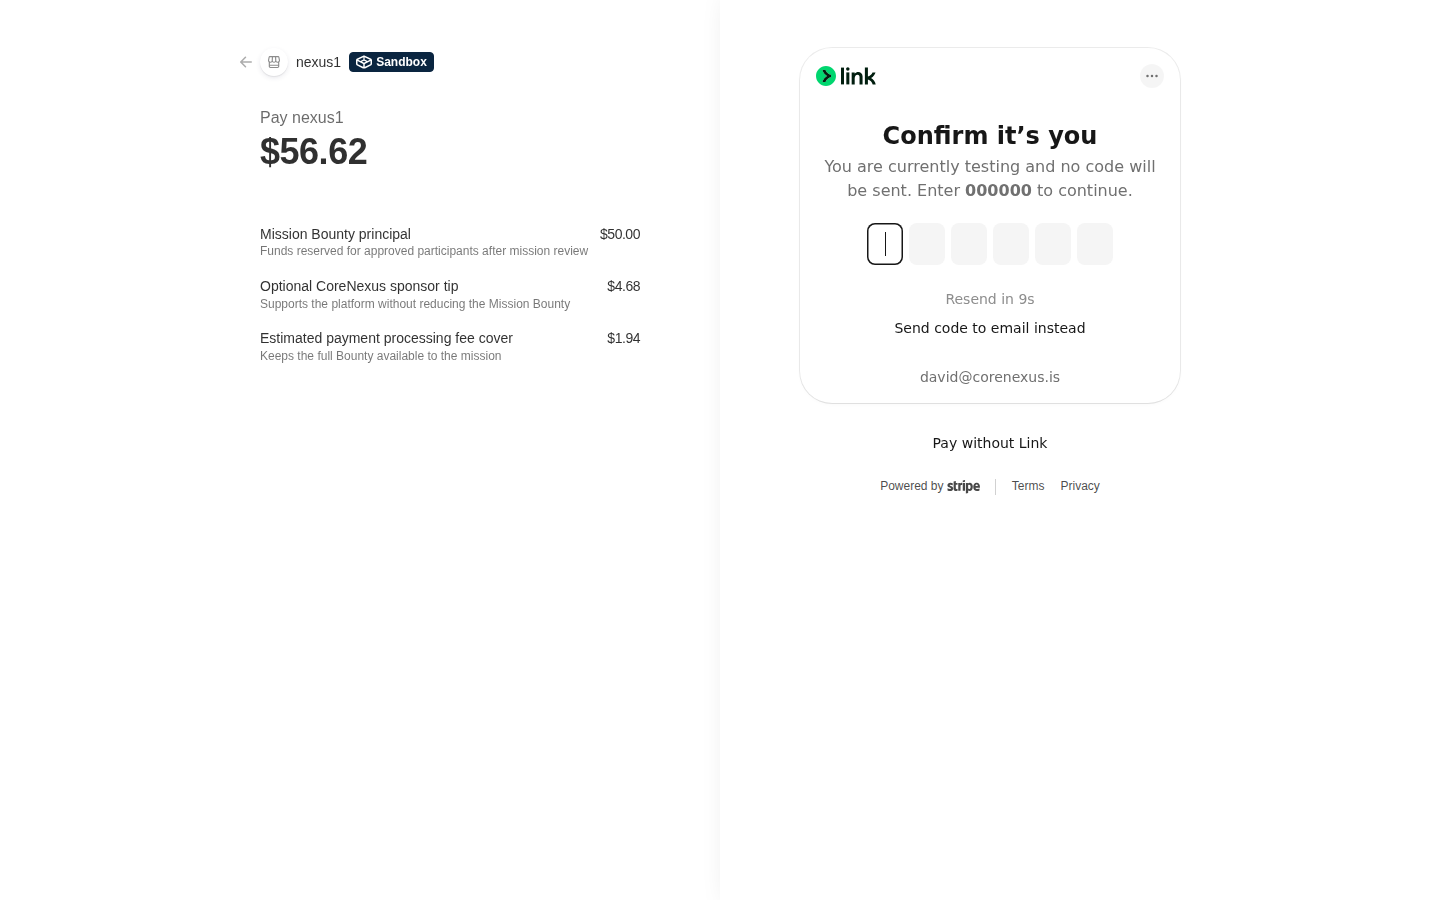 nexus1
Sandbox
Pay nexus1
$56.62
Mission Bounty principal $50.00
Funds reserved for approved participants after mission review
Optional CoreNexus sponsor tip $4.68
Supports the platform without reducing the Mission Bounty
Estimated payment processing fee cover $1.94
Keeps the full Bounty available to the mission
link
Confirm it’s you
You are currently testing and no code will
be sent. Enter 000000 to continue.
Resend in 9s
Send code to email instead
david@corenexus.is
Pay without Link
Powered by stripe
Terms
Privacy